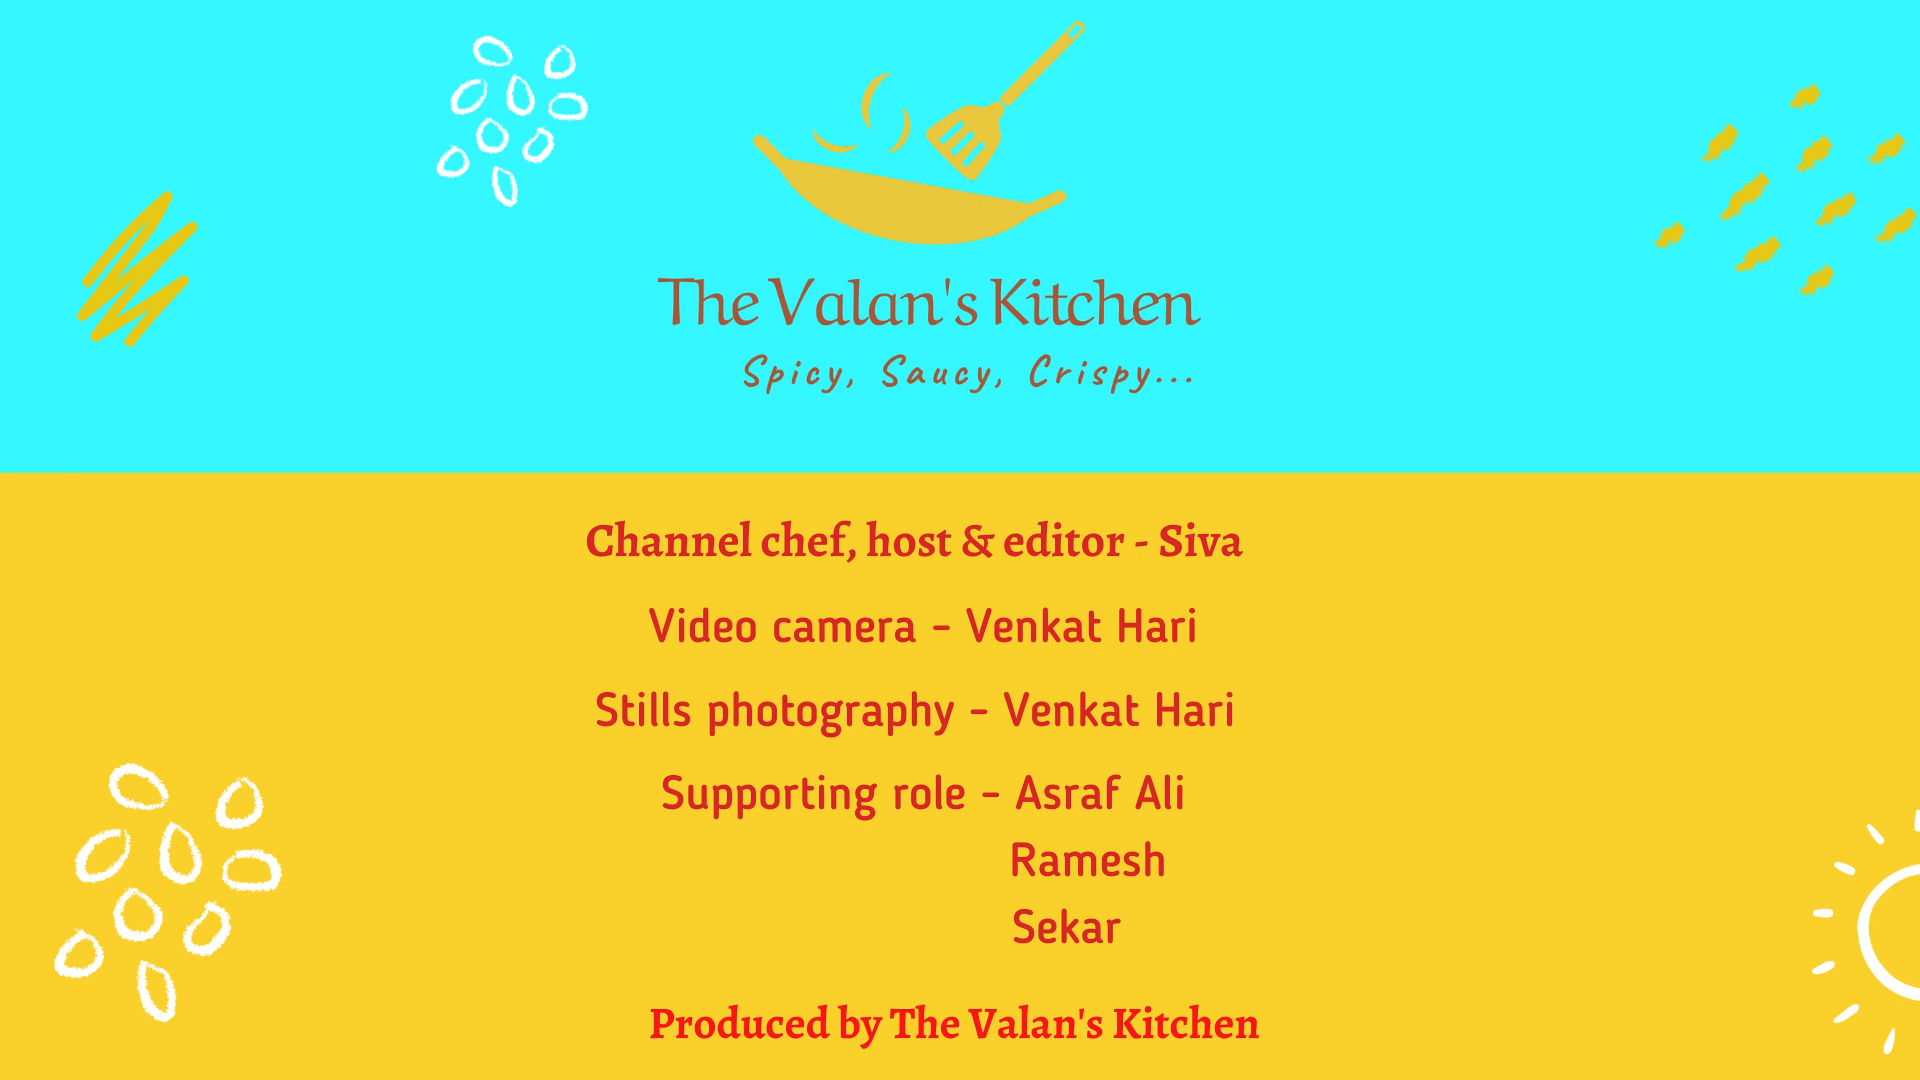 The Valan's Kitchen
Spicy, Saucy, Crispy...
Channel chef, host & editor - Siva
Video camera - Venkat Hari
Stills photography - Venkat Hari
Supporting role - Asraf Ali
Ramesh
Sekar
Produced by The Valan's Kitchen